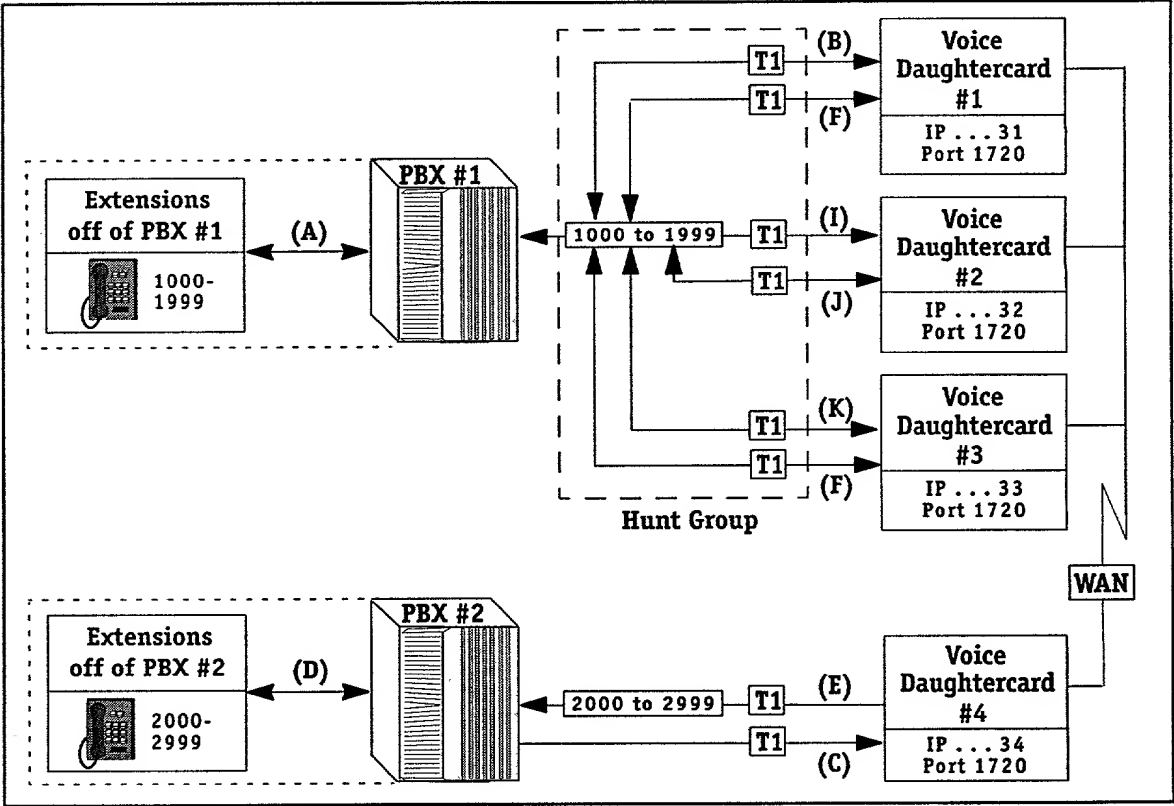 (B)
T1
Voice
Daughtercard
#1
T1
(F)
IP ... 31
Port 1720
PBX #1
Extensions
off of PBX #1
(A)
1000-
1999
1000 to 1999
T1
(I)
T1
(J)
Voice
Daughtercard
#2
IP ... 32
Port 1720
T1
(K)
T1
(F)
Voice
Daughtercard
#3
IP ... 33
Port 1720
Hunt Group
WAN
PBX #2
Extensions
off of PBX #2
(D)
2000-
2999
2000 to 2999
T1
(E)
T1
(C)
Voice
Daughtercard
#4
IP ... 34
Port 1720